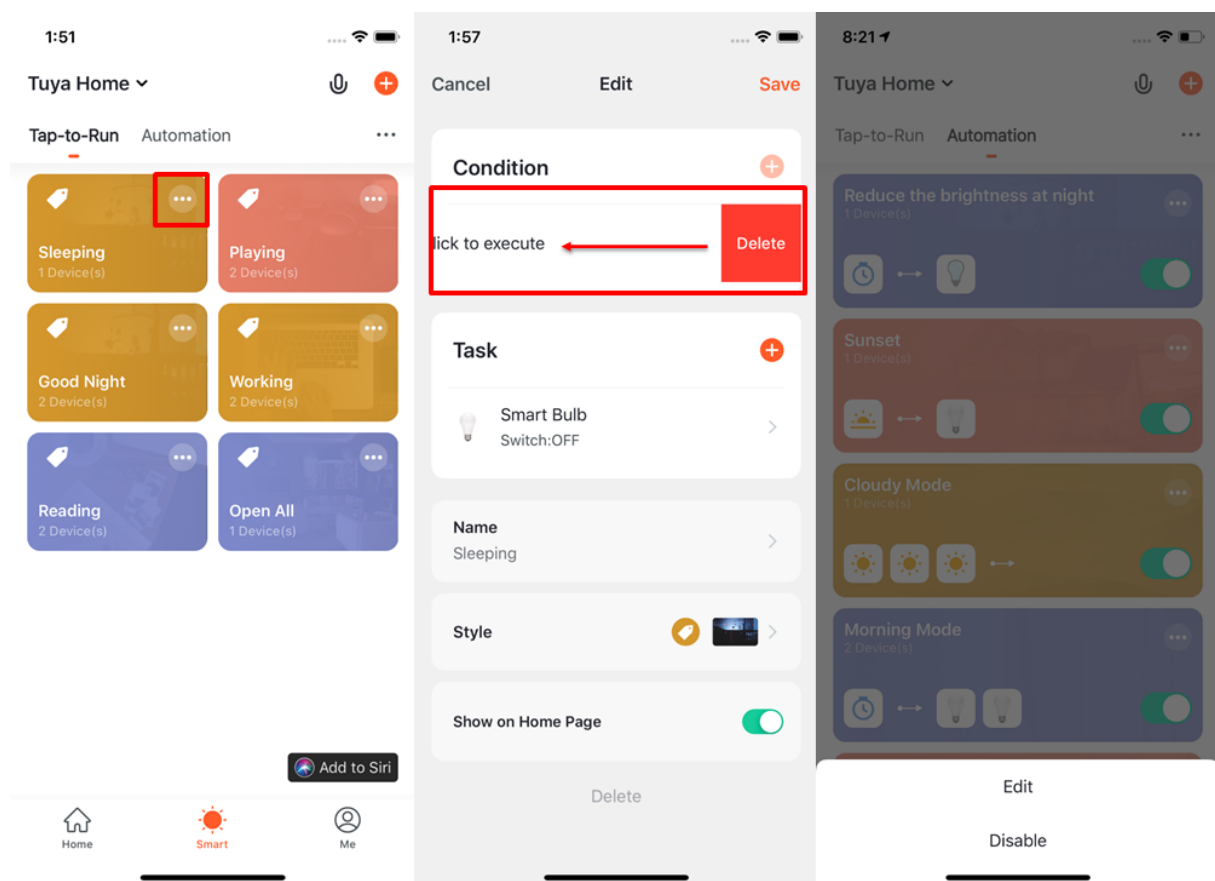 1:51
Tuya Home
Tap-to-Run Automation
Sleeping
1 Device(s)
Playing
2 Device(s)
Good Night
2 Device(s)
Working
2 Device(s)
Reading
2 Device(s)
Open All
1 Device(s)
Add to Siri
Home
Smart
Me
1:57
Cancel Edit Save
Condition
lick to execute Delete
Task
Smart Bulb
Switch:OFF
Name
Sleeping
Style
Show on Home Page
Delete
8:21
Tuya Home
Tap-to-Run Automation
Reduce the brightness at night
1 Device(s)
Sunset
1 Device(s)
Cloudy Mode
1 Device(s)
Morning Mode
2 Device(s)
Edit
Disable